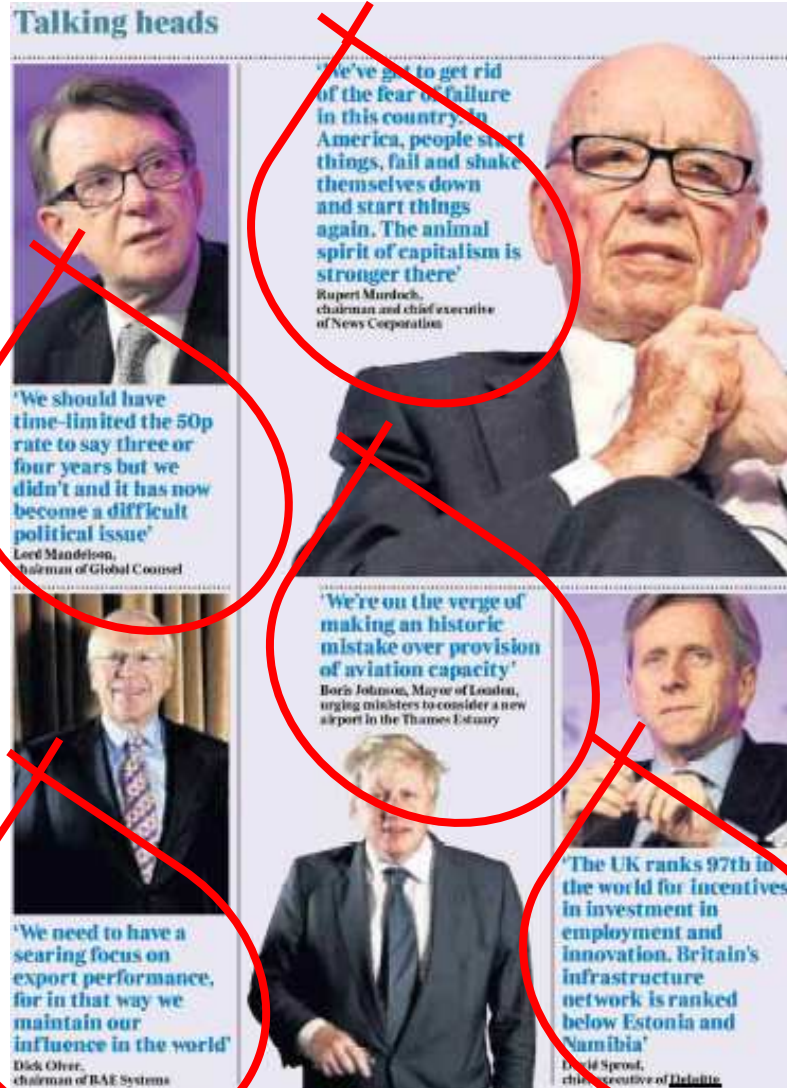 Talking heads
'We've got to get rid
of the fear of failure
in this country. In
America, people start
things, fail and shake
themselves down
and start things
again. The animal
spirit of capitalism is
stronger there'
Rupert Murdoch,
chairman and chief executive
of News Corporation
'We should have
time-limited the 50p
rate to say three or
four years but we
didn't and it has now
become a difficult
political issue'
Lord Mandelson,
chairman of Global Counsel
'We're on the verge of
making an historic
mistake over provision
of aviation capacity'
Boris Johnson, Mayor of London,
urging ministers to consider a new
airport in the Thames Estuary
'We need to have a
searing focus on
export performance,
for in that way we
maintain our
influence in the world'
Dick Olver,
chairman of BAE Systems
'The UK ranks 97th in
the world for incentives
in investment in
employment and
innovation. Britain's
infrastructure
network is ranked
below Estonia and
Namibia'
David Sproul,
chief executive of Deloitte